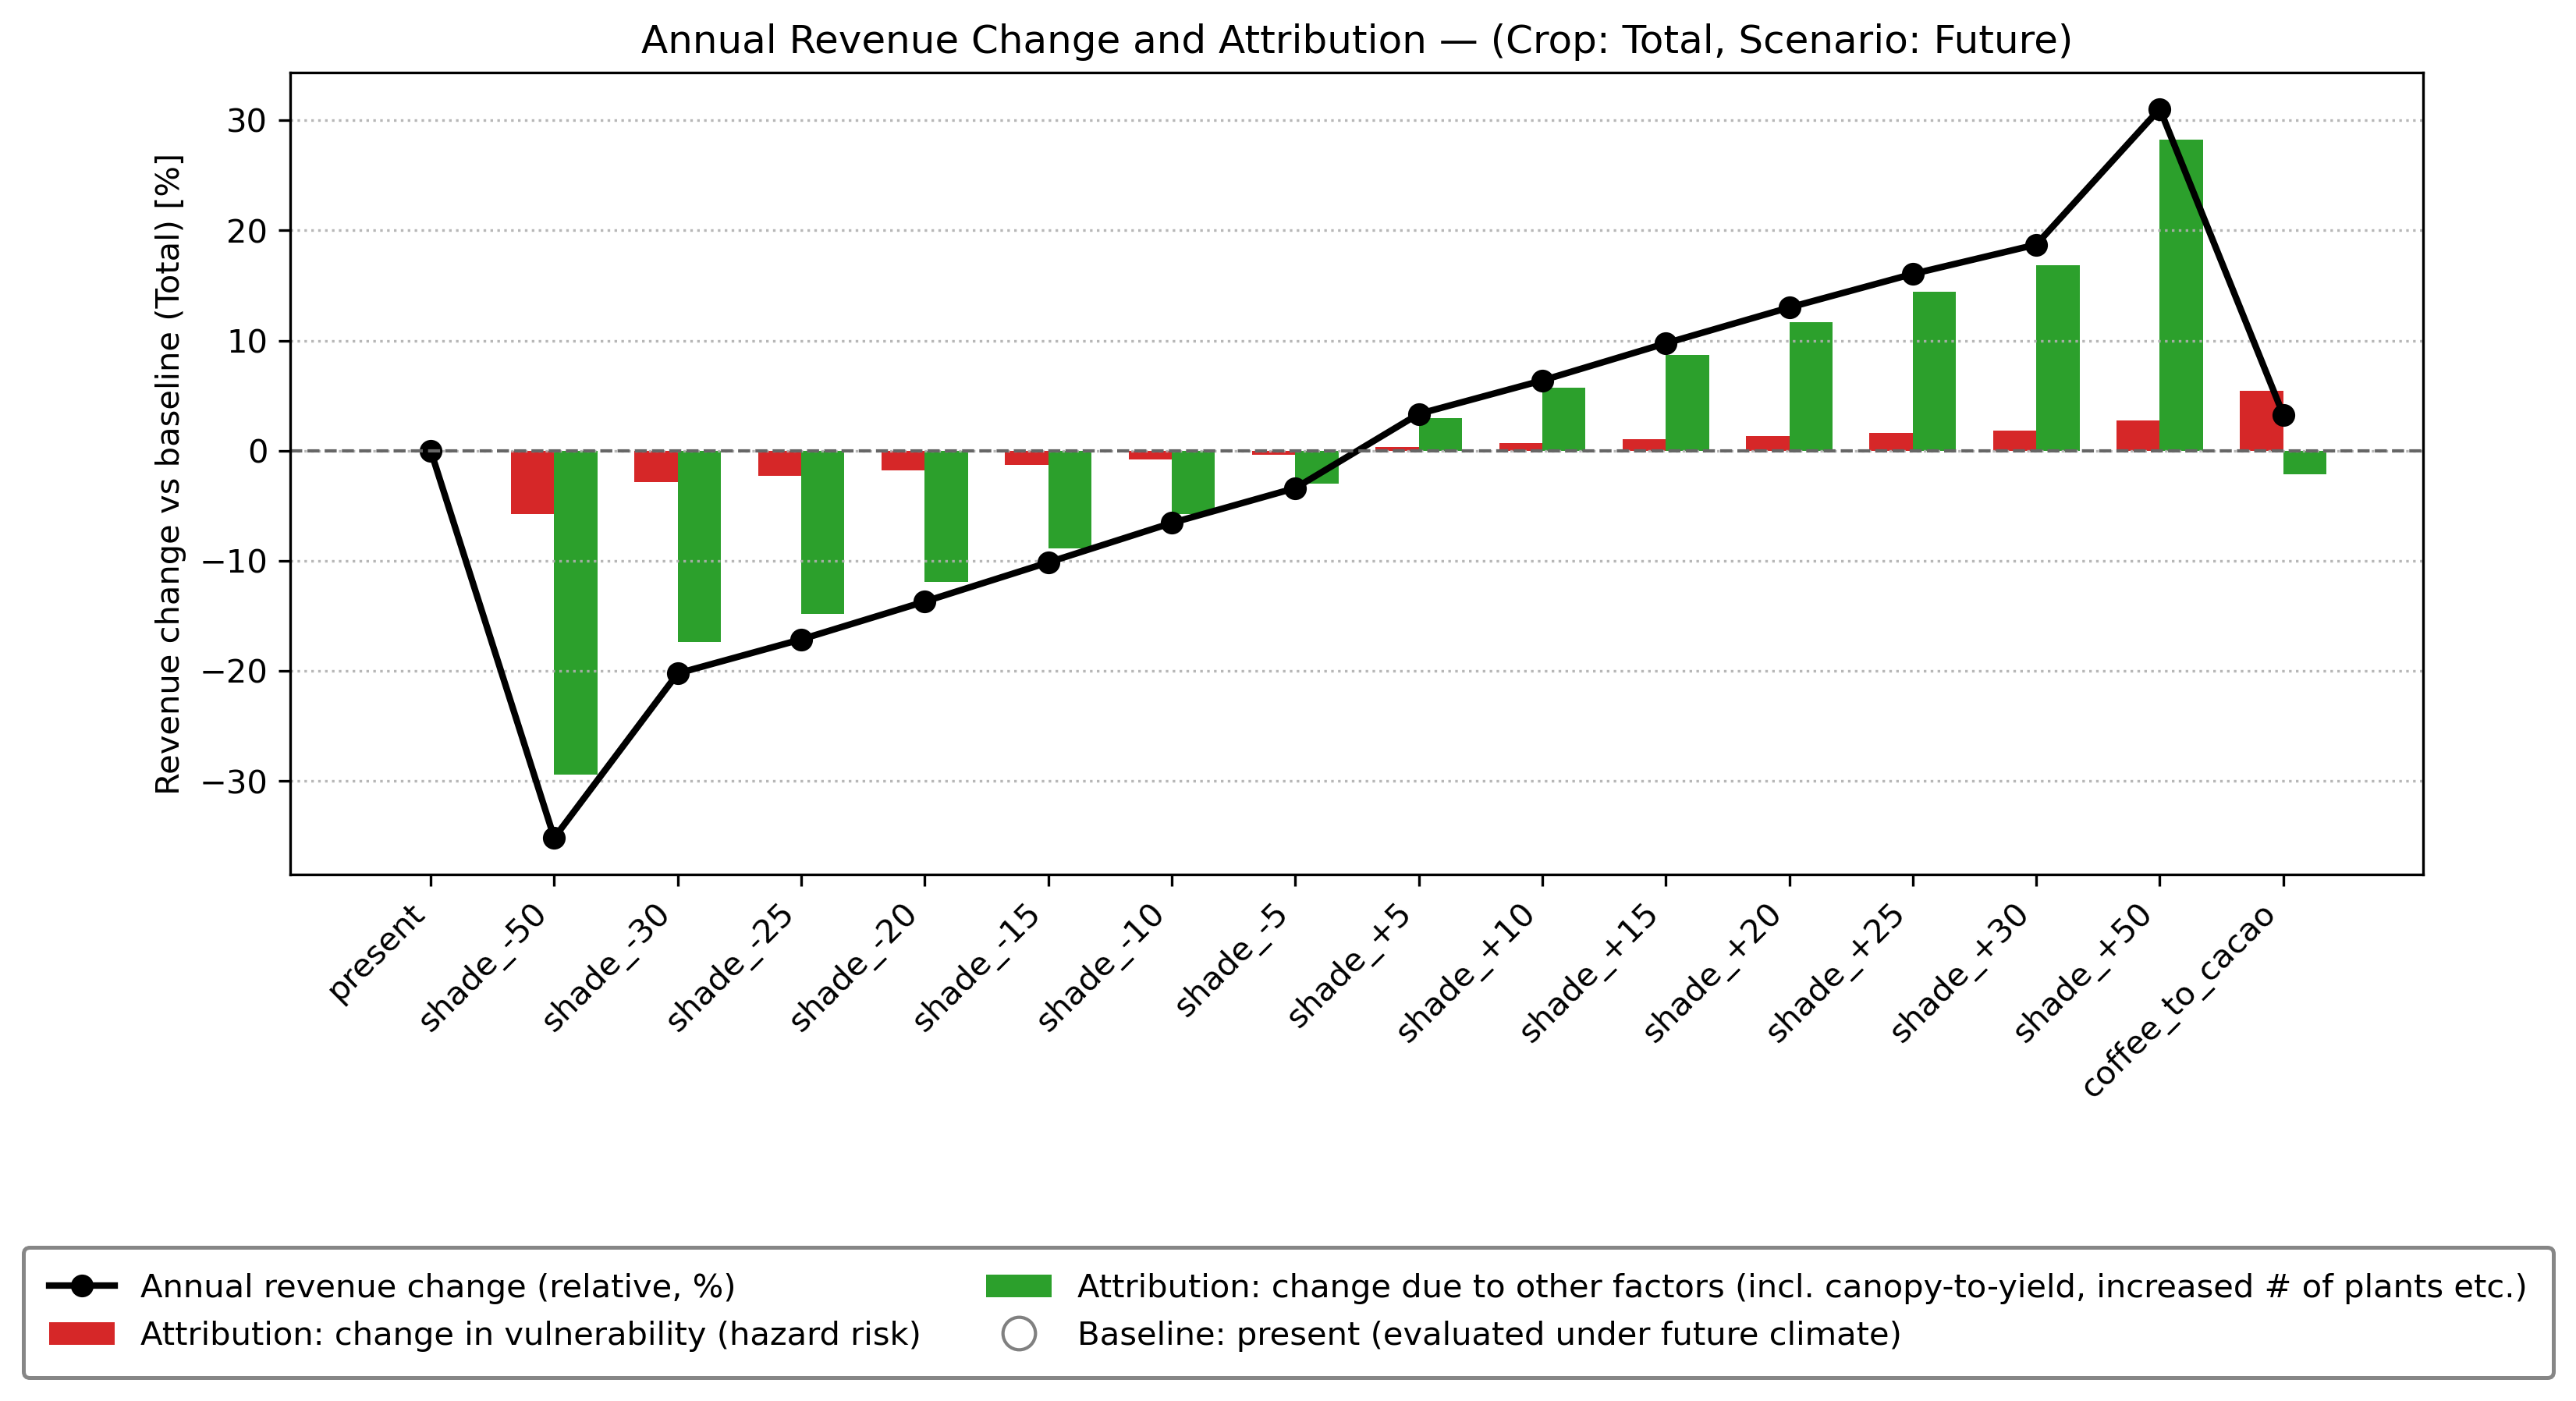 Annual Revenue Change and Attribution — (Crop: Total, Scenario: Future)
Revenue change vs baseline (Total) [%]
30
20
10
0
−10
−20
−30
present
shade_-50
shade_-30
shade_-25
shade_-20
shade_-15
shade_-10
shade_-5
shade_+5
shade_+10
shade_+15
shade_+20
shade_+25
shade_+30
shade_+50
coffee_to_cacao
Annual revenue change (relative, %)
Attribution: change in vulnerability (hazard risk)
Attribution: change due to other factors (incl. canopy-to-yield, increased # of plants etc.)
Baseline: present (evaluated under future climate)